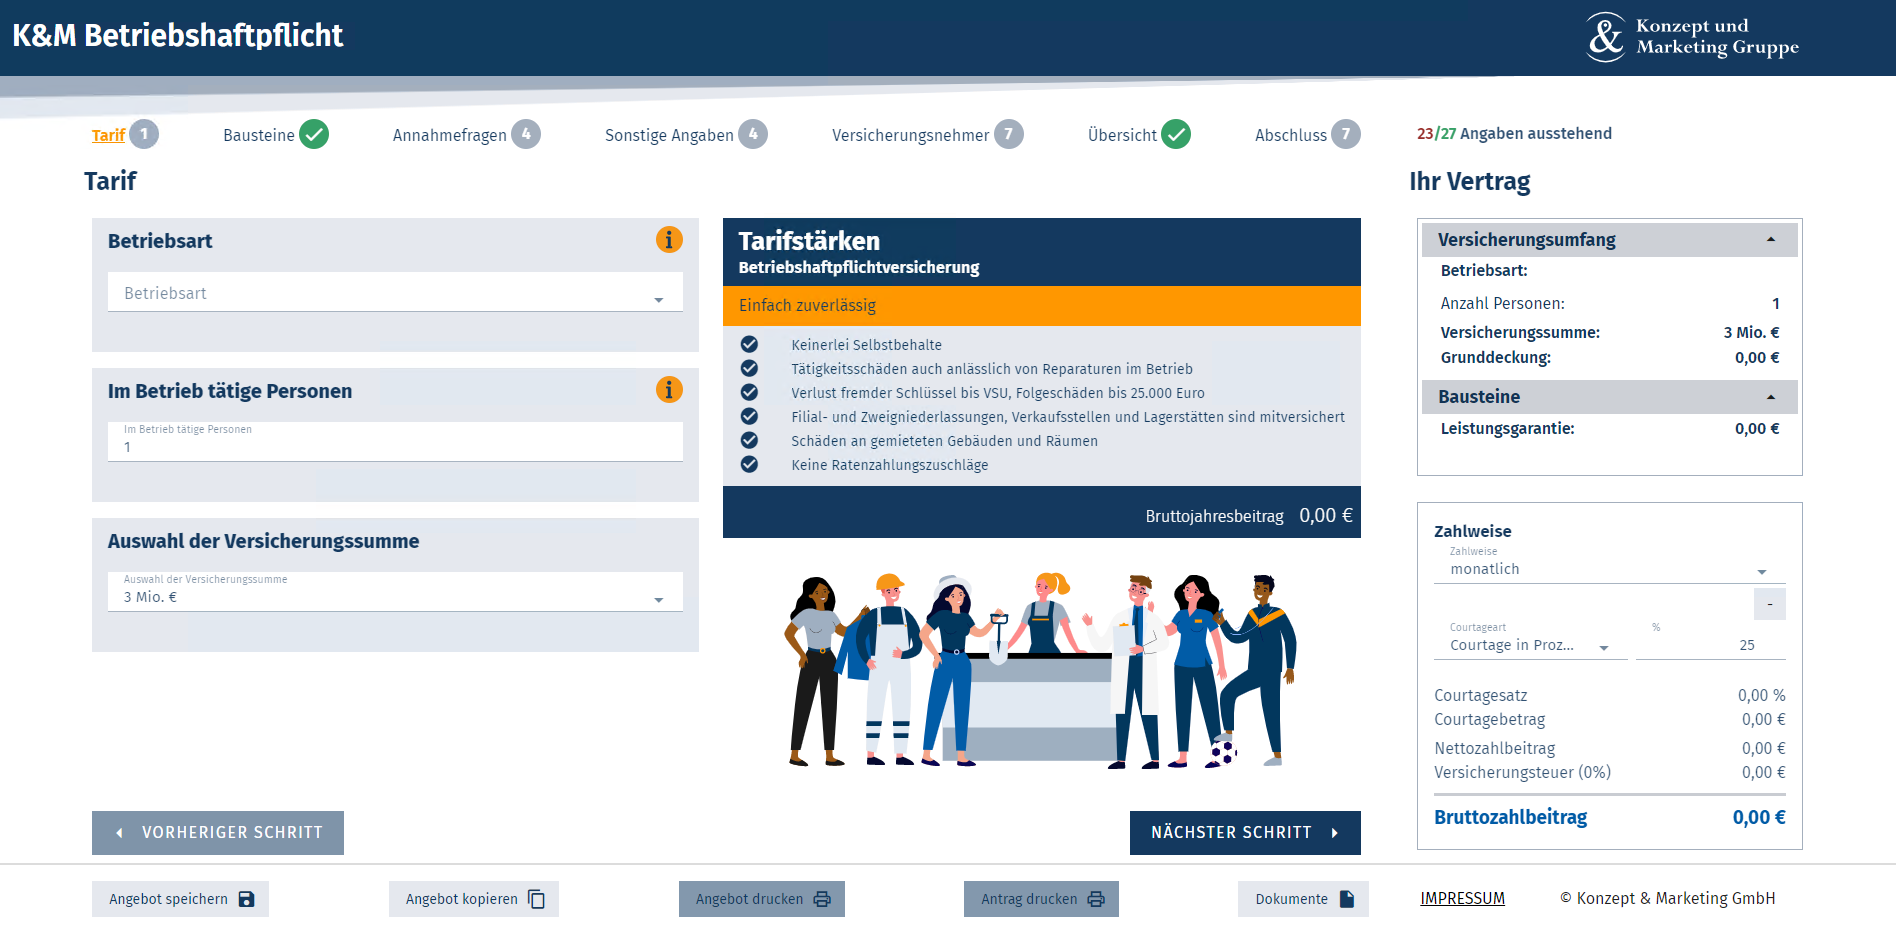 K&M Betriebshaftpflicht
& Konzept und
Marketing Gruppe
Tarif 1
Bausteine
Annahmefragen 4
Sonstige Angaben 4
Versicherungsnehmer 7
Übersicht
Abschluss 7
23/27 Angaben ausstehend
Tarif
Betriebsart
i
Betriebsart
Im Betrieb tätige Personen
i
Im Betrieb tätige Personen
1
Auswahl der Versicherungssumme
Auswahl der Versicherungssumme
3 Mio. €
Tarifstärken
Betriebshaftpflichtversicherung
Einfach zuverlässig
Keinerlei Selbstbehalte
Tätigkeitsschäden auch anlässlich von Reparaturen im Betrieb
Verlust fremder Schlüssel bis VSU, Folgeschäden bis 25.000 Euro
Filial- und Zweigniederlassungen, Verkaufsstellen und Lagerstätten sind mitversichert
Schäden an gemieteten Gebäuden und Räumen
Keine Ratenzahlungszuschläge
Bruttojahresbeitrag 0,00 €
Ihr Vertrag
Versicherungsumfang
Betriebsart:
Anzahl Personen: 1
Versicherungssumme: 3 Mio. €
Grunddeckung: 0,00 €
Bausteine
Leistungsgarantie: 0,00 €
Zahlweise
Zahlweise
monatlich
-
Courtageart %
Courtage in Proz... 25
Courtagesatz 0,00 %
Courtagebetrag 0,00 €
Nettozahlbeitrag 0,00 €
Versicherungsteuer (0%) 0,00 €
Bruttozahlbeitrag 0,00 €
VORHERIGER SCHRITT
NÄCHSTER SCHRITT
Angebot speichern
Angebot kopieren
Angebot drucken
Antrag drucken
Dokumente
IMPRESSUM
© Konzept & Marketing GmbH